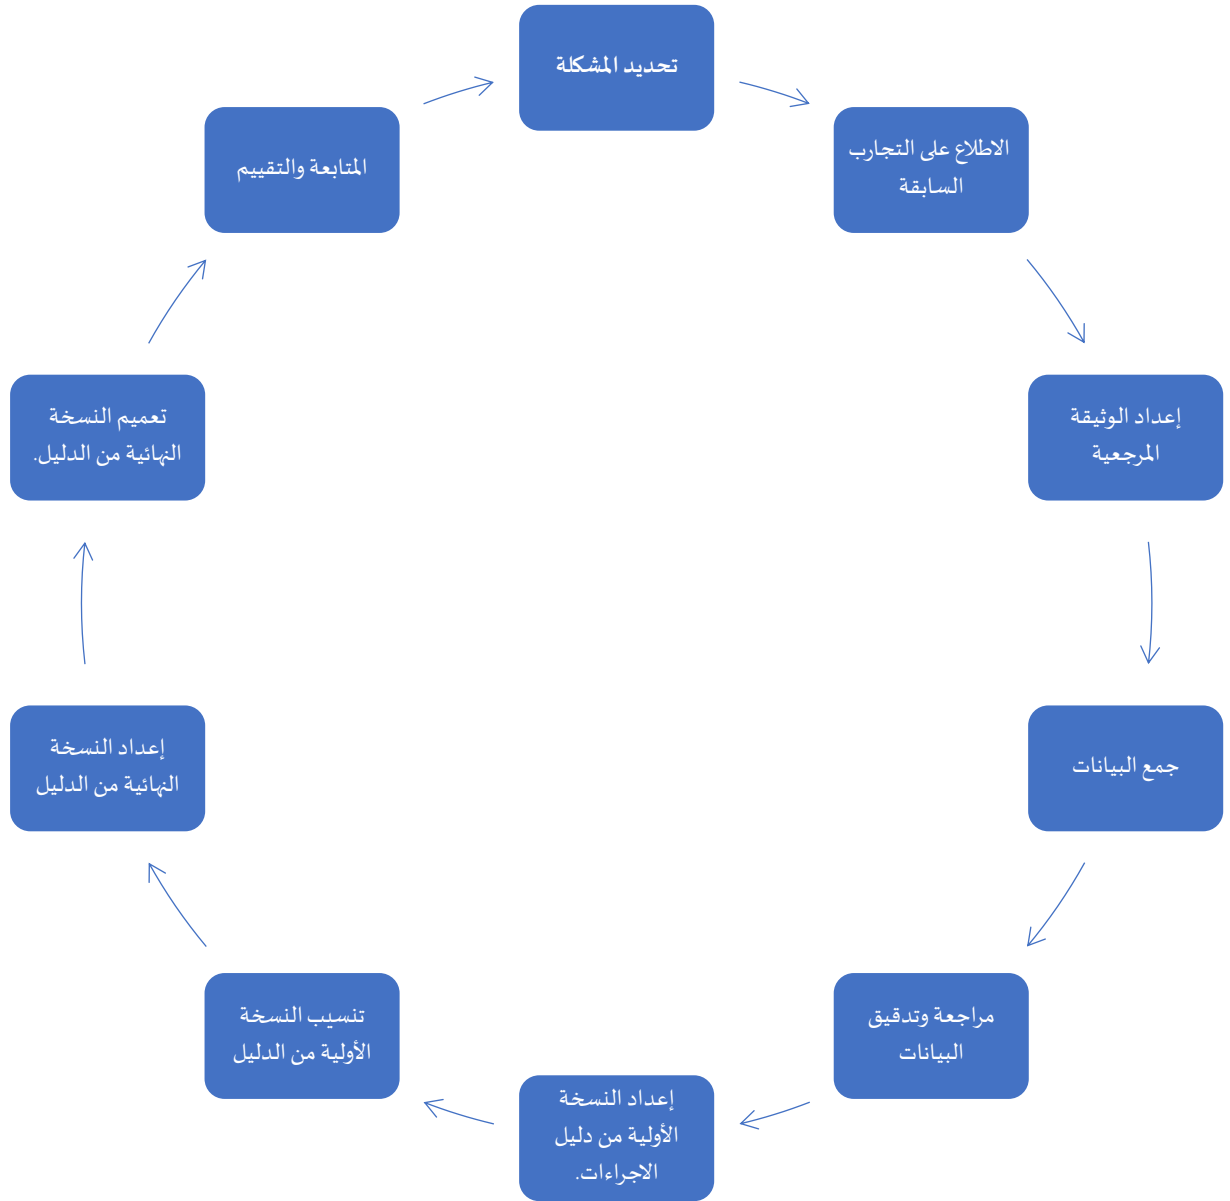 تحديد المشكلة
الاطلاع على التجارب
السابقة
إعداد الوثيقة
المرجعية
جمع البيانات
مراجعة وتدقيق
البيانات
إعداد النسخة
الأولية من دليل
الاجراءات.
تنسيب النسخة
الأولية من الدليل
إعداد النسخة
النهائية من الدليل
تعميم النسخة
النهائية من الدليل.
المتابعة والتقييم